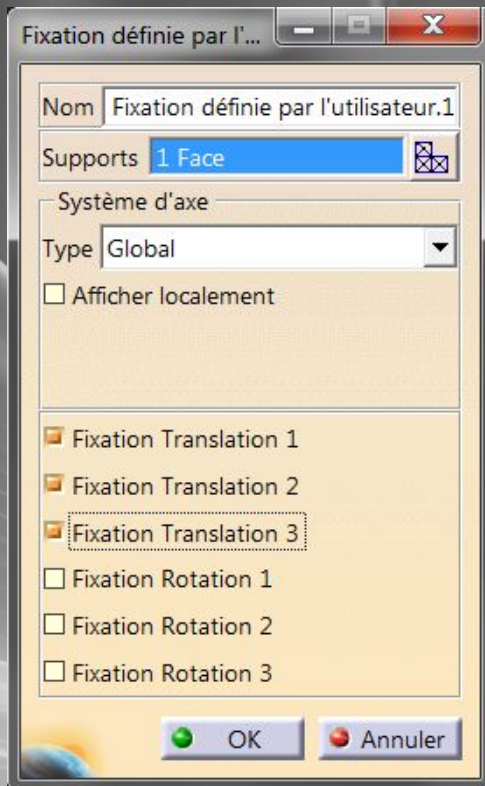 Fixation définie par l'...
Nom Fixation définie par l'utilisateur.1
Supports 1 Face
Système d'axe
Type Global
Afficher localement
Fixation Translation 1
Fixation Translation 2
Fixation Translation 3
Fixation Rotation 1
Fixation Rotation 2
Fixation Rotation 3
OK Annuler